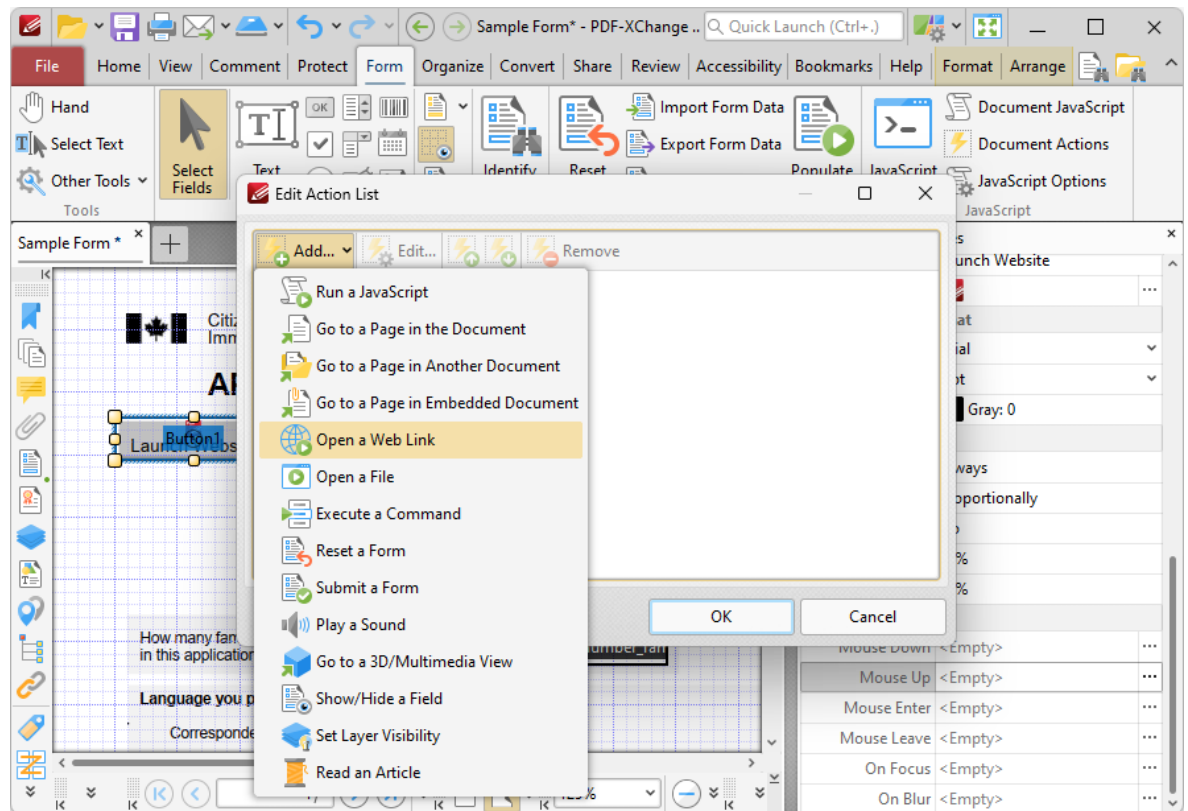 Sample Form* - PDF-XChange ..
Quick Launch (Ctrl+.)
File
Home
View
Comment
Protect
Form
Organize
Convert
Share
Review
Accessibility
Bookmarks
Help
Format
Arrange
Hand
Select Text
Other Tools
Tools
Select
Fields
Text
OK
Identify
Reset
Import Form Data
Export Form Data
Populate
JavaScript
Document JavaScript
Document Actions
JavaScript Options
JavaScript
Sample Form *
Edit Action List
Add...
Edit...
Remove
Run a JavaScript
Go to a Page in the Document
Go to a Page in Another Document
Go to a Page in Embedded Document
Open a Web Link
Open a File
Execute a Command
Reset a Form
Submit a Form
Play a Sound
Go to a 3D/Multimedia View
Show/Hide a Field
Set Layer Visibility
Read an Article
OK
Cancel
Button1
How many fam
in this application
Language you p
Corresponde
unch Website
Gray: 0
ways
oportionally
Mouse Down <Empty>
Mouse Up <Empty>
Mouse Enter <Empty>
Mouse Leave <Empty>
On Focus <Empty>
On Blur <Empty>